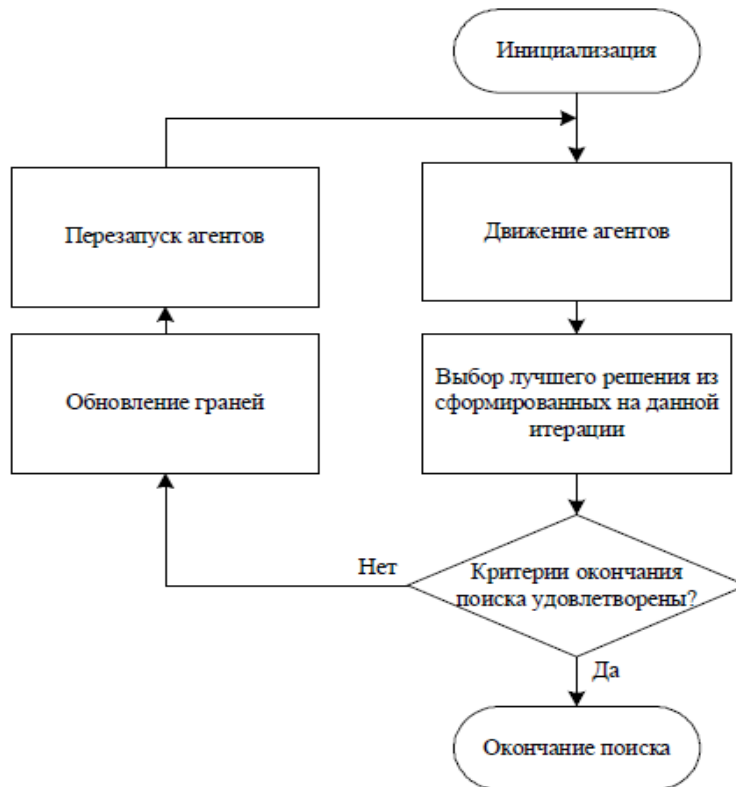 Инициализация
Перезапуск агентов
Движение агентов
Обновление граней
Выбор лучшего решения из
сформированных на данной
итерации
Нет
Критерии окончания
поиска удовлетворены?
Да
Окончание поиска